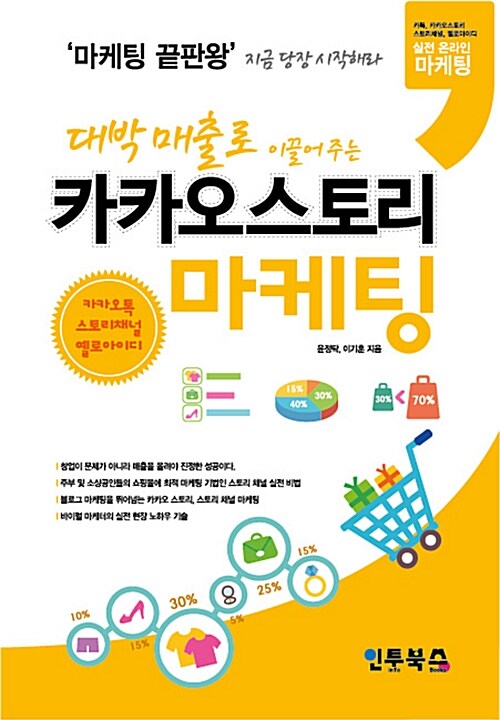 '마케팅 끝판왕' 지금 당장 시작해라
카톡, 카카오스토리
스토리채널, 옐로아이디
실전 온라인
마케팅
대박 매출로 이끌어 주는
카카오스토리
마케팅
카카오톡
스토리채널
옐로아이디
윤정탁, 이기훈 지음
15%
30%
40%
30% < 70%
창업이 문제가 아니라 매출을 올려야 진정한 성공이다.
주부 및 소상공인들의 쇼핑몰에 최적 마케팅 기법인 스토리 채널 실전 비법
블로그 마케팅을 뛰어넘는 카카오 스토리, 스토리 채널 마케팅
바이럴 마케터의 실전 현장 노하우 기술
10%
15%
30%
5%
25%
15%
인투북스
Into Books